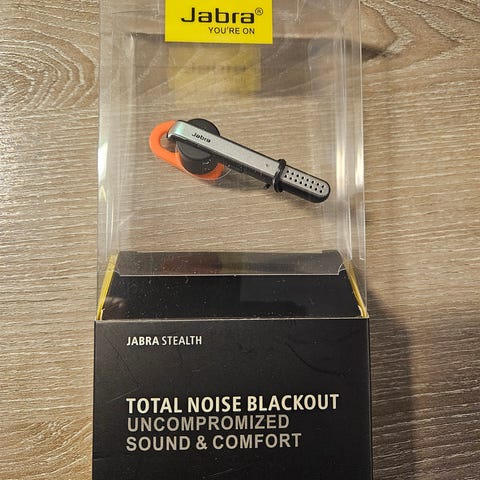 Jabra®
YOU'RE ON
Jabra
JABRA STEALTH
TOTAL NOISE BLACKOUT
UNCOMPROMIZED
SOUND & COMFORT